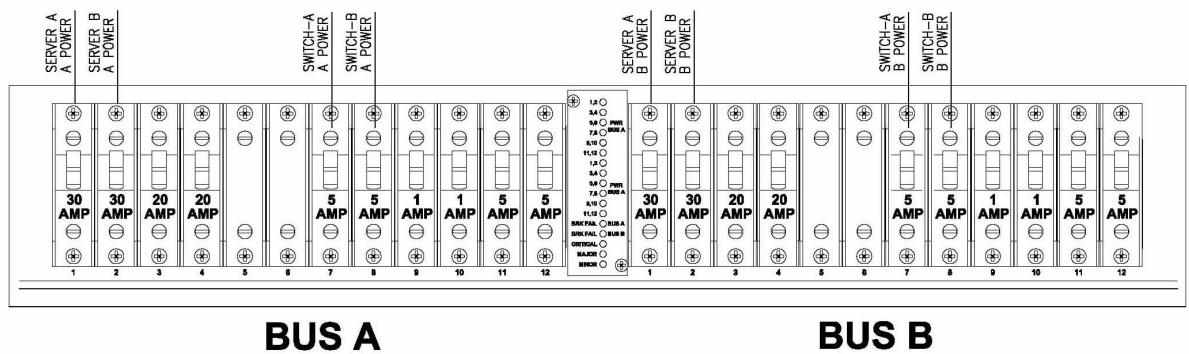 SERVER A
A POWER
SERVER B
A POWER
SWITCH-A
A POWER
SWITCH-B
A POWER
SERVER A
B POWER
SERVER B
B POWER
SWITCH-A
B POWER
SWITCH-B
B POWER
30 AMP
30 AMP
20 AMP
20 AMP
5 AMP
5 AMP
1 AMP
1 AMP
5 AMP
5 AMP
1 2 3 4 5 6 7 8 9 10 11 12
1,2
3,4
5,6
PWR
7,8
BUS A
9,10
11,12
1,2
3,4
5,6
PWR
7,8
BUS A
9,10
11,12
BRK FAIL BUS A
BRK FAIL BUS B
CRITICAL
MAJOR
MINOR
30 AMP
30 AMP
20 AMP
20 AMP
5 AMP
5 AMP
1 AMP
1 AMP
5 AMP
5 AMP
1 2 3 4 5 6 7 8 9 10 11 12
BUS A
BUS B